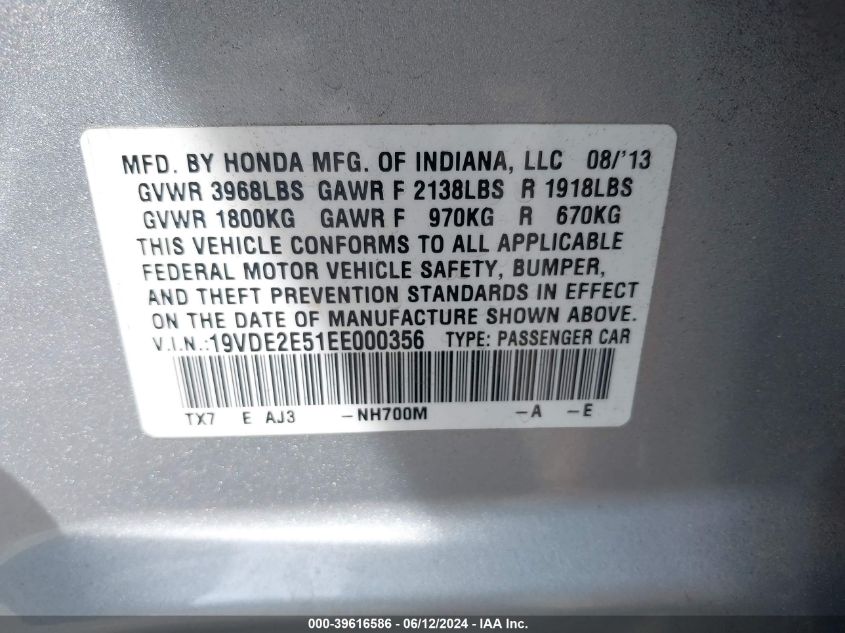 MFD. BY HONDA MFG. OF INDIANA, LLC 08/'13
GVWR 3968LBS GAWR F 2138LBS R 1918LBS
GVWR 1800KG GAWR F 970KG R 670KG
THIS VEHICLE CONFORMS TO ALL APPLICABLE
FEDERAL MOTOR VEHICLE SAFETY, BUMPER,
AND THEFT PREVENTION STANDARDS IN EFFECT
ON THE DATE OF MANUFACTURE SHOWN ABOVE.
V.I.N.:19VDE2E51EE000356 TYPE: PASSENGER CAR
TX7 E AJ3 -NH700M -A -E
000-39616586 - 06/12/2024 - IAA Inc.